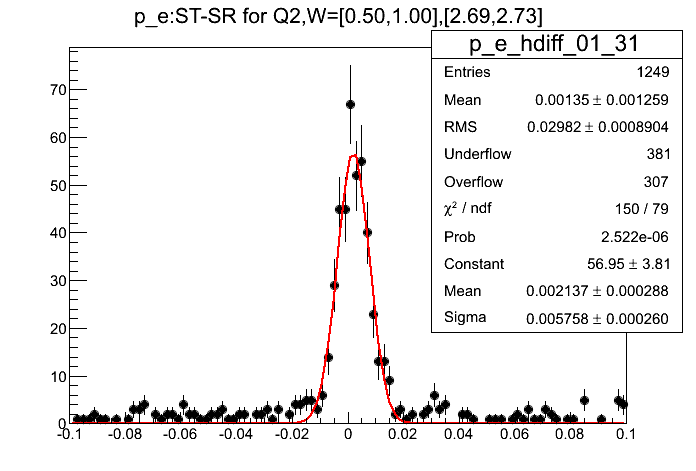 p_e:ST-SR for Q2,W=[0.50,1.00],[2.69,2.73]
p_e_hdiff_01_31
Entries 1249
Mean 0.00135 ± 0.001259
RMS 0.02982 ± 0.0008904
Underflow 381
Overflow 307
χ² / ndf 150 / 79
Prob 2.522e-06
Constant 56.95 ± 3.81
Mean 0.002137 ± 0.000288
Sigma 0.005758 ± 0.000260
70
60
50
40
30
20
10
0
-0.1 -0.08 -0.06 -0.04 -0.02 0 0.02 0.04 0.06 0.08 0.1